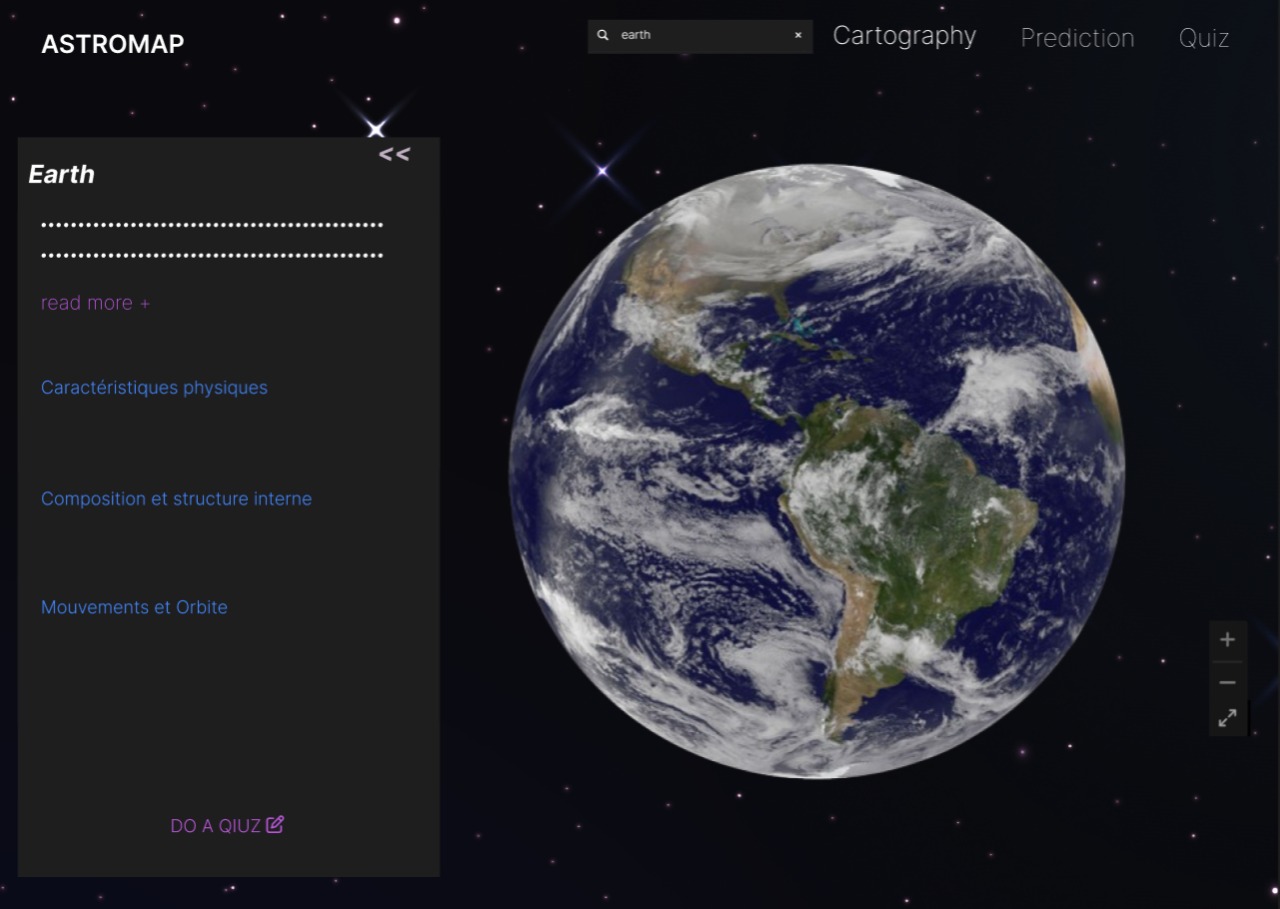 ASTROMAP
earth ×
Cartography
Prediction
Quiz
<<
Earth
..............................................
..............................................
read more +
Caractéristiques physiques
Composition et structure interne
Mouvements et Orbite
DO A QIUZ